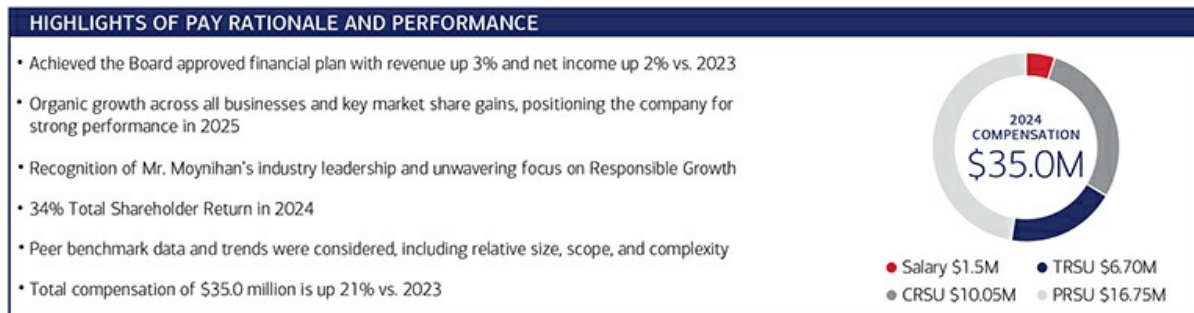 HIGHLIGHTS OF PAY RATIONALE AND PERFORMANCE
• Achieved the Board approved financial plan with revenue up 3% and net income up 2% vs. 2023
• Organic growth across all businesses and key market share gains, positioning the company for
strong performance in 2025
• Recognition of Mr. Moynihan's industry leadership and unwavering focus on Responsible Growth
• 34% Total Shareholder Return in 2024
• Peer benchmark data and trends were considered, including relative size, scope, and complexity
• Total compensation of $35.0 million is up 21% vs. 2023
2024
COMPENSATION
$35.0M
Salary $1.5M
TRSU $6.70M
CRSU $10.05M
PRSU $16.75M